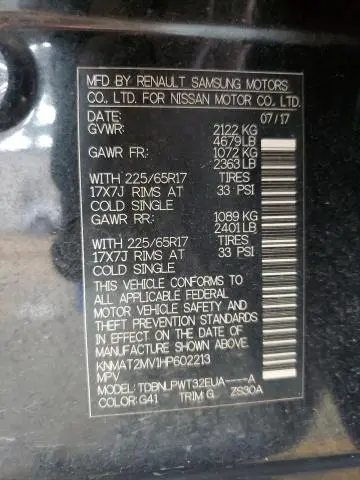 MFD BY RENAULT SAMSUNG MOTORS
CO., LTD. FOR NISSAN MOTOR CO., LTD.
DATE: 07/17
GVWR: 2122 KG
4679 LB
GAWR FR: 1072 KG
2363 LB
WITH 225/65R17 TIRES
17X7J RIMS AT 33 PSI
COLD SINGLE
GAWR RR: 1089 KG
2401 LB
WITH 225/65R17 TIRES
17X7J RIMS AT 33 PSI
COLD SINGLE
THIS VEHICLE CONFORMS TO
ALL APPLICABLE FEDERAL
MOTOR VEHICLE SAFETY AND
THEFT PREVENTION STANDARDS
IN EFFECT ON THE DATE OF
MANUFACTURE SHOWN ABOVE.
KNMAT2MV1HP602213
MPV
MODEL: TDBNLPWT32EUA----A
COLOR: G41 TRIM: G ZS30A